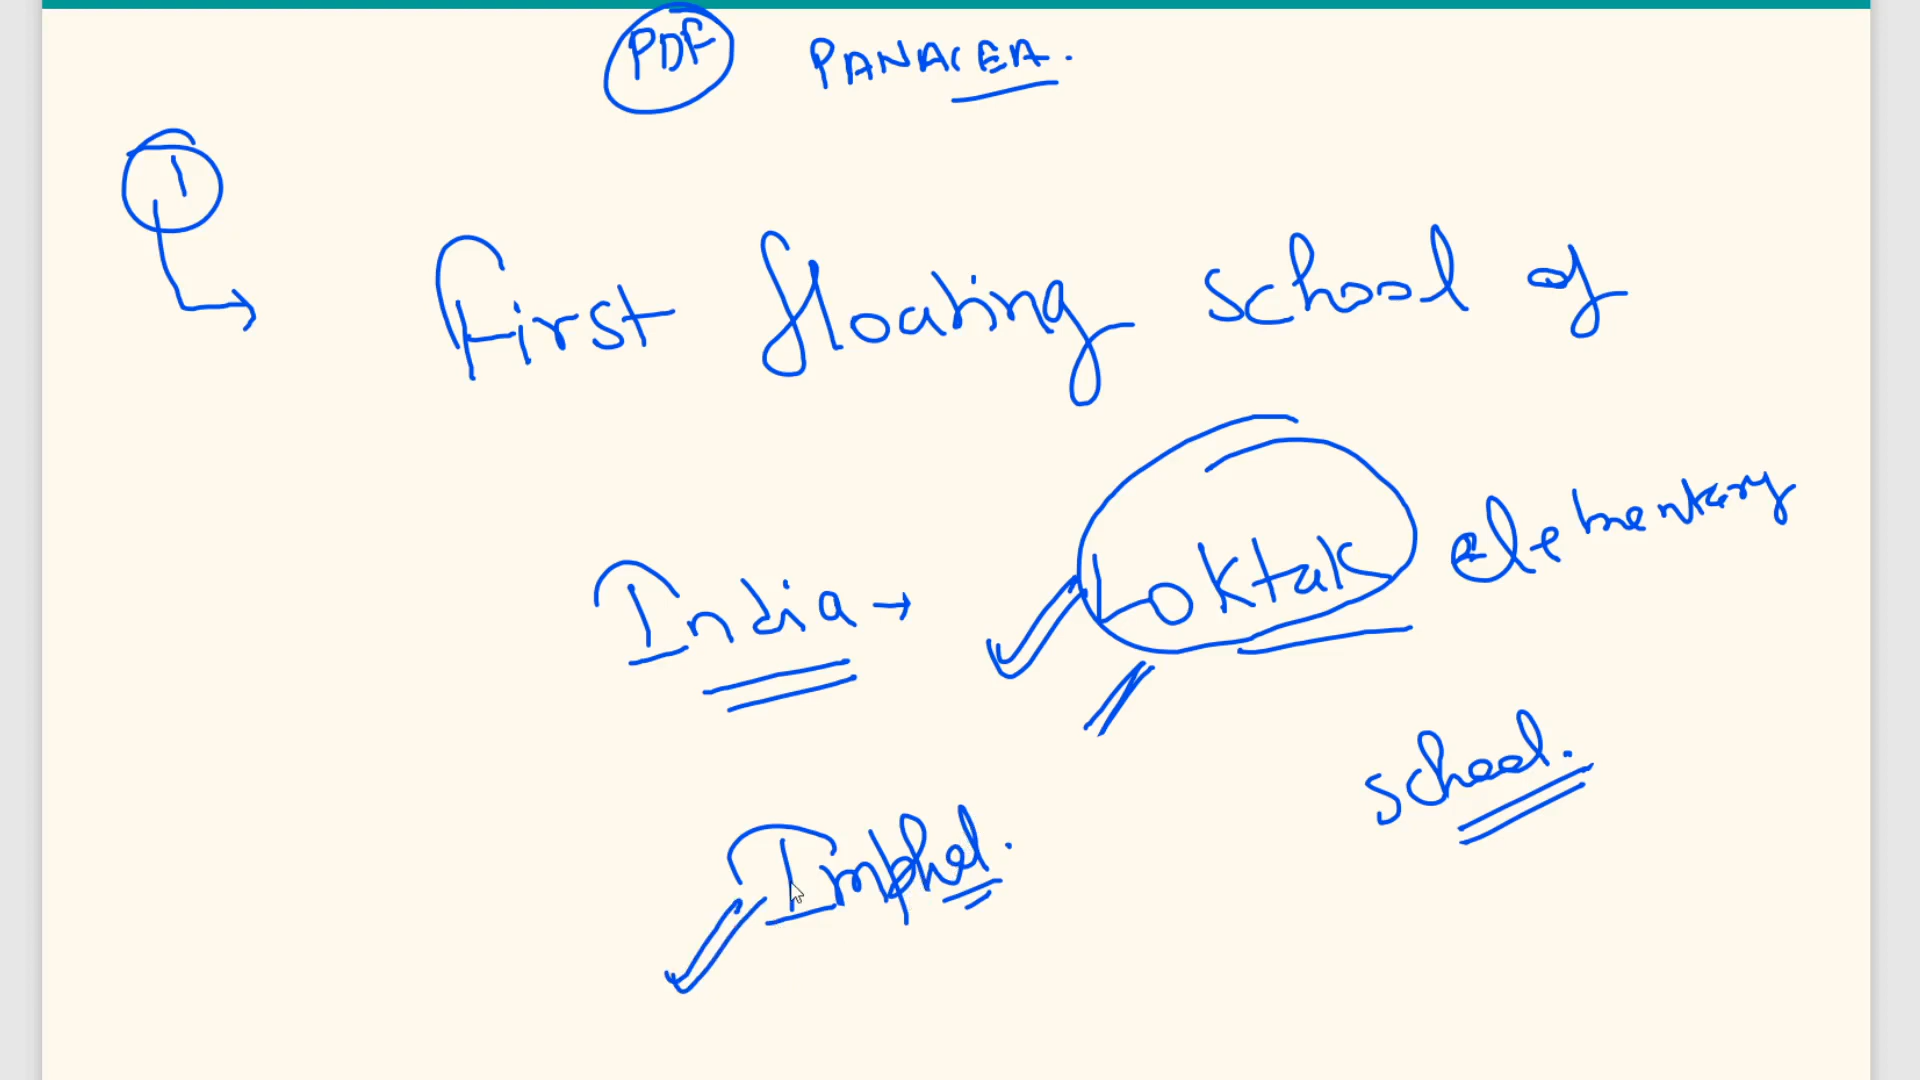 PDF PANACEA.
1
First floating school of
India → Loktak elementary
school.
Imphal.